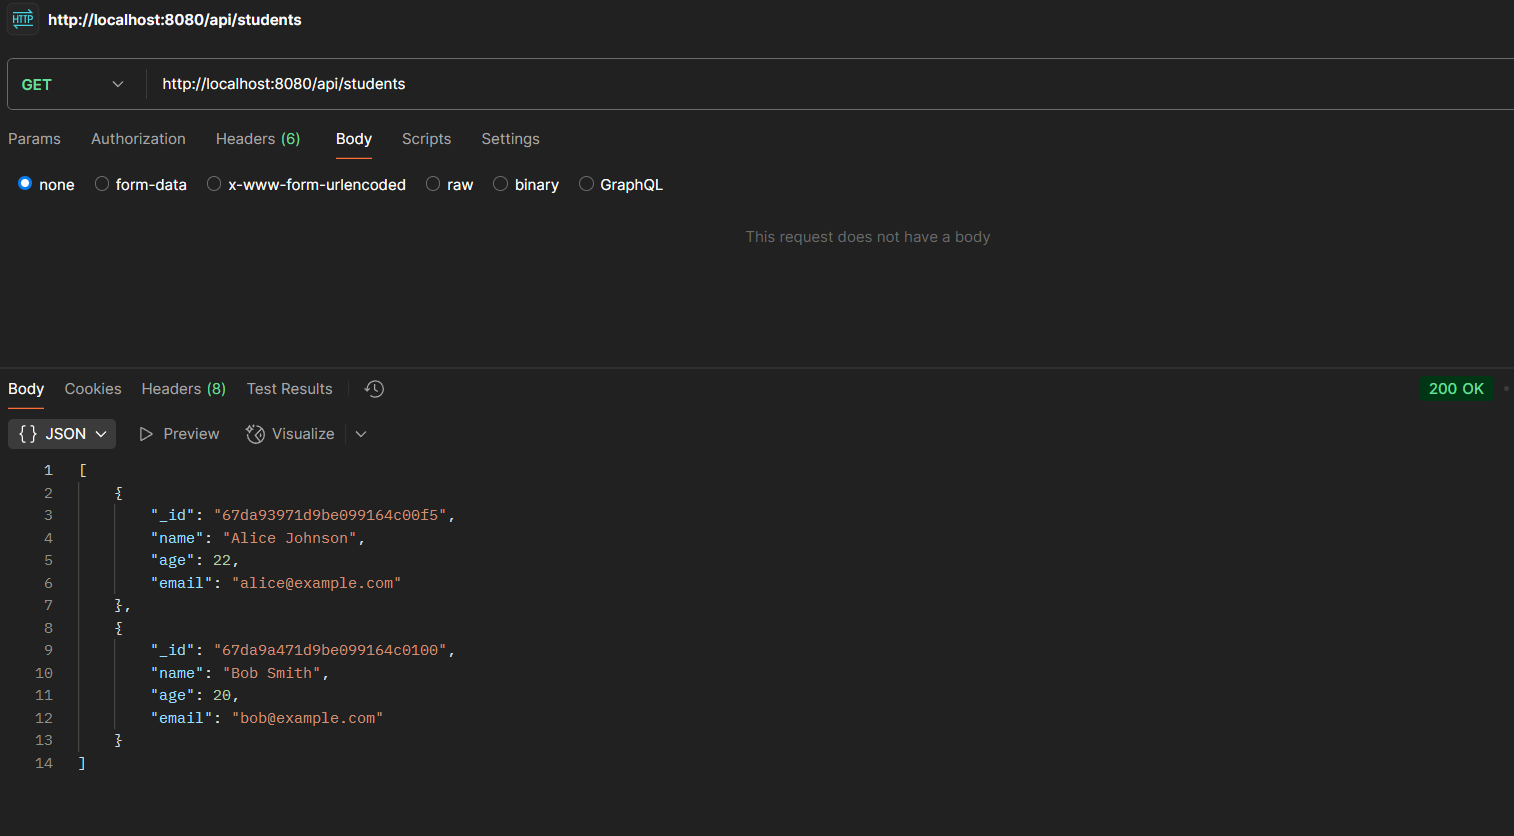 HTTP http://localhost:8080/api/students
GET http://localhost:8080/api/students
Params Authorization Headers (6) Body Scripts Settings
none form-data x-www-form-urlencoded raw binary GraphQL
This request does not have a body
Body Cookies Headers (8) Test Results 200 OK
{} JSON Preview Visualize
1 [
2 {
3 "_id": "67da93971d9be099164c00f5",
4 "name": "Alice Johnson",
5 "age": 22,
6 "email": "alice@example.com"
7 },
8 {
9 "_id": "67da9a471d9be099164c0100",
10 "name": "Bob Smith",
11 "age": 20,
12 "email": "bob@example.com"
13 }
14 ]